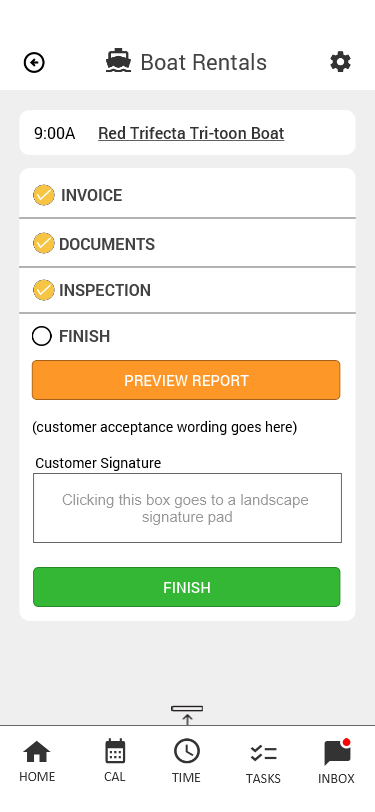 Boat Rentals
9:00A Red Trifecta Tri-toon Boat
INVOICE
DOCUMENTS
INSPECTION
FINISH
PREVIEW REPORT
(customer acceptance wording goes here)
Customer Signature
Clicking this box goes to a landscape
signature pad
FINISH
HOME CAL TIME TASKS INBOX